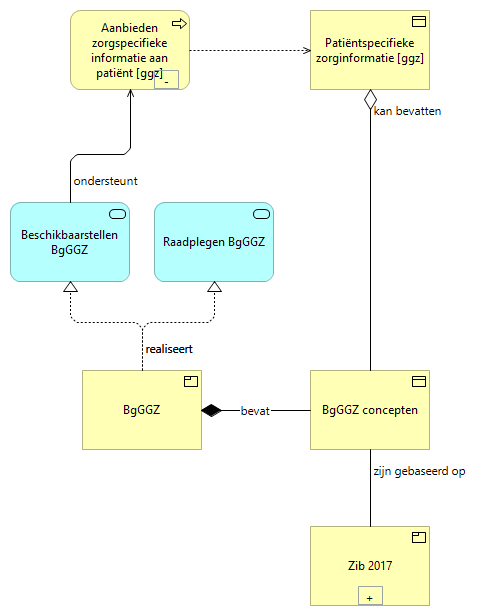 Aanbieden
zorgspecifieke
informatie aan
patiënt [ggz]
-
Patiëntspecifieke
zorginformatie [ggz]
kan bevatten
ondersteunt
Beschikbaarstellen
BgGGZ
Raadplegen BgGGZ
realiseert
BgGGZ
bevat
BgGGZ concepten
zijn gebaseerd op
Zib 2017
+